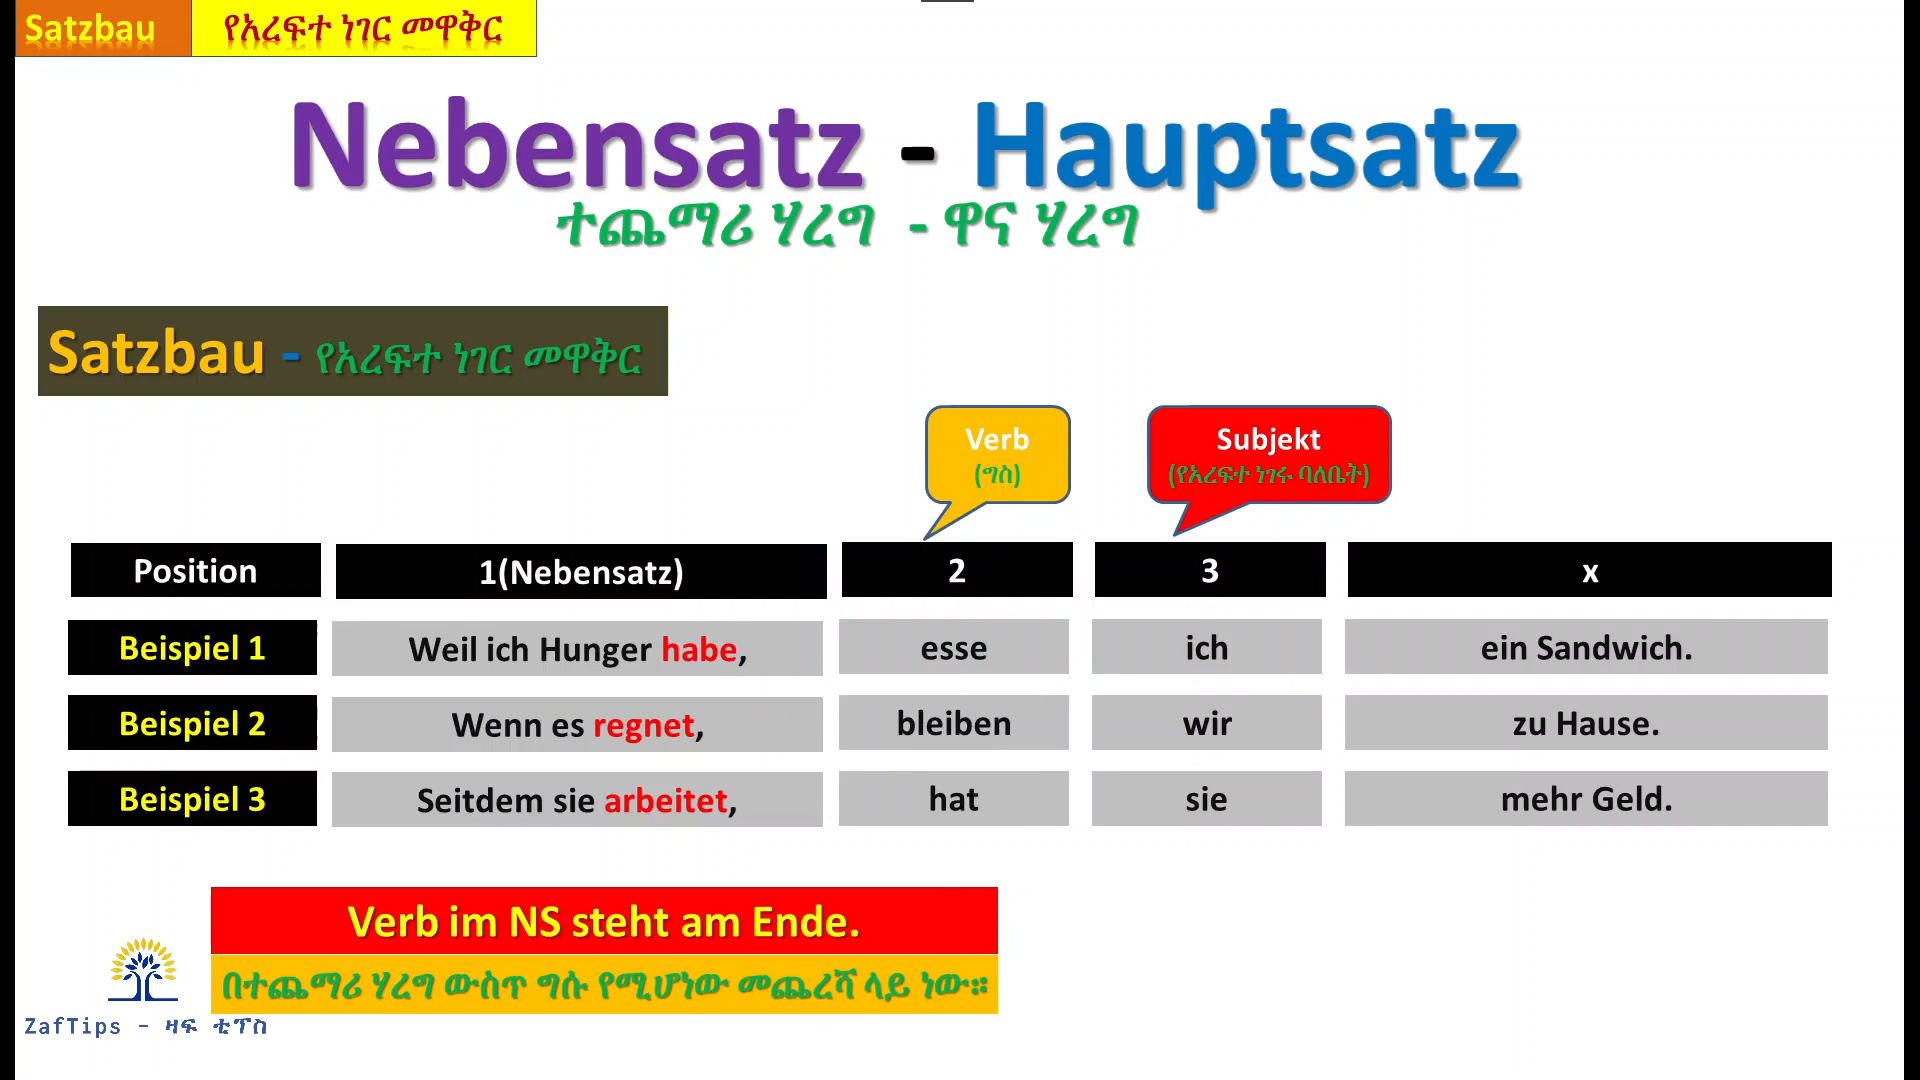 Satzbau የአረፍተ ነገር መዋቅር
Nebensatz - Hauptsatz
ተጨማሪ ሃረግ - ዋና ሃረግ
Satzbau - የአረፍተ ነገር መዋቅር
Verb
(ግስ)
Subjekt
(የአረፍተ ነገሩ ባለቤት)
Position 1(Nebensatz) 2 3 x
Beispiel 1 Weil ich Hunger habe, esse ich ein Sandwich.
Beispiel 2 Wenn es regnet, bleiben wir zu Hause.
Beispiel 3 Seitdem sie arbeitet, hat sie mehr Geld.
Verb im NS steht am Ende.
በተጨማሪ ሃረግ ውስጥ ግሱ የሚሆነው መጨረሻ ላይ ነው።
ZafTips - ዛፍ ቲፕስ